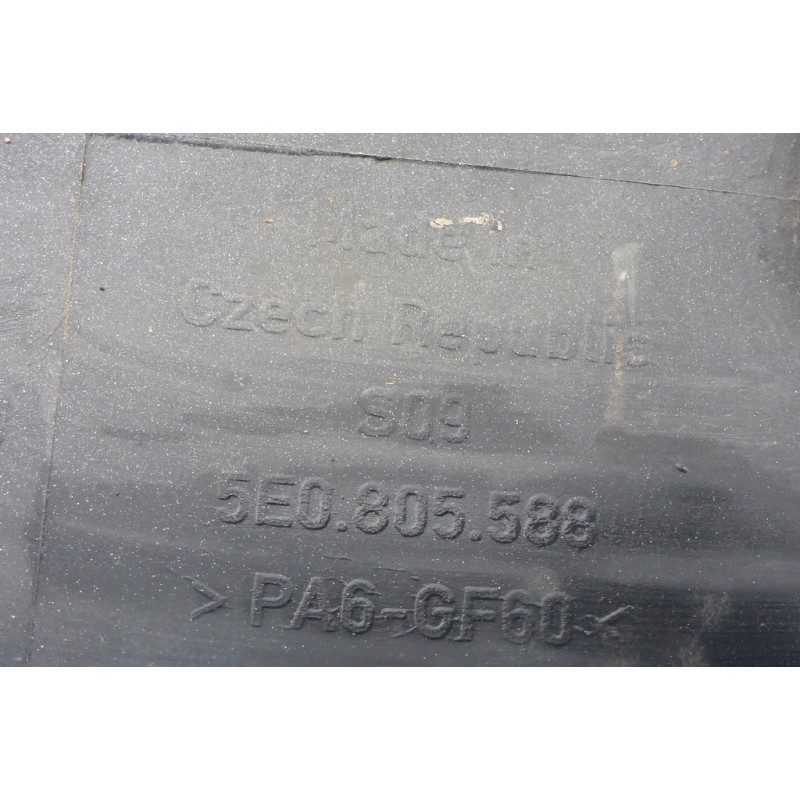 Made in
Czech Republic
S09
5E0.805.588
>PA6-GF60<